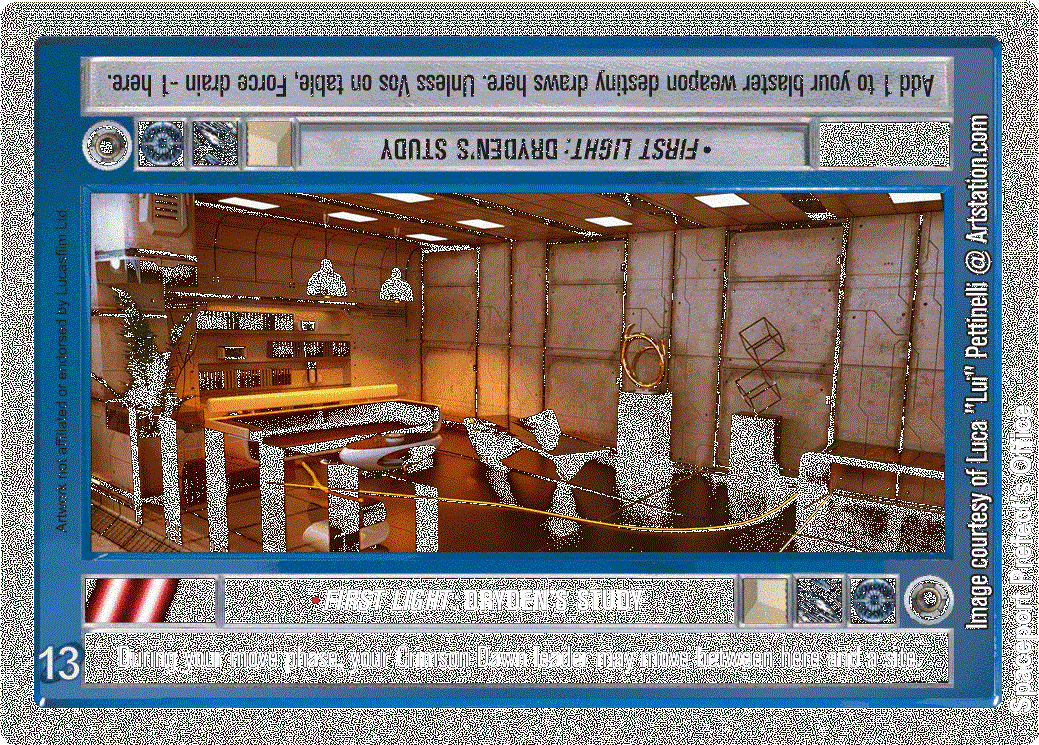 Add 1 to your blaster weapon destiny draws here. Unless Vos on table, Force drain -1 here.
•FIRST LIGHT: DRYDEN'S STUDY
Artwork not affiliated or endorsed by Lucasfilm Ltd
Image courtesy of Luca "Lui" Pettinelli @ Artstation.com
Spaceport Prefect's Office
•FIRST LIGHT: DRYDEN'S STUDY
13
During your move phase, your Crimson Dawn leader may move between here and a site.